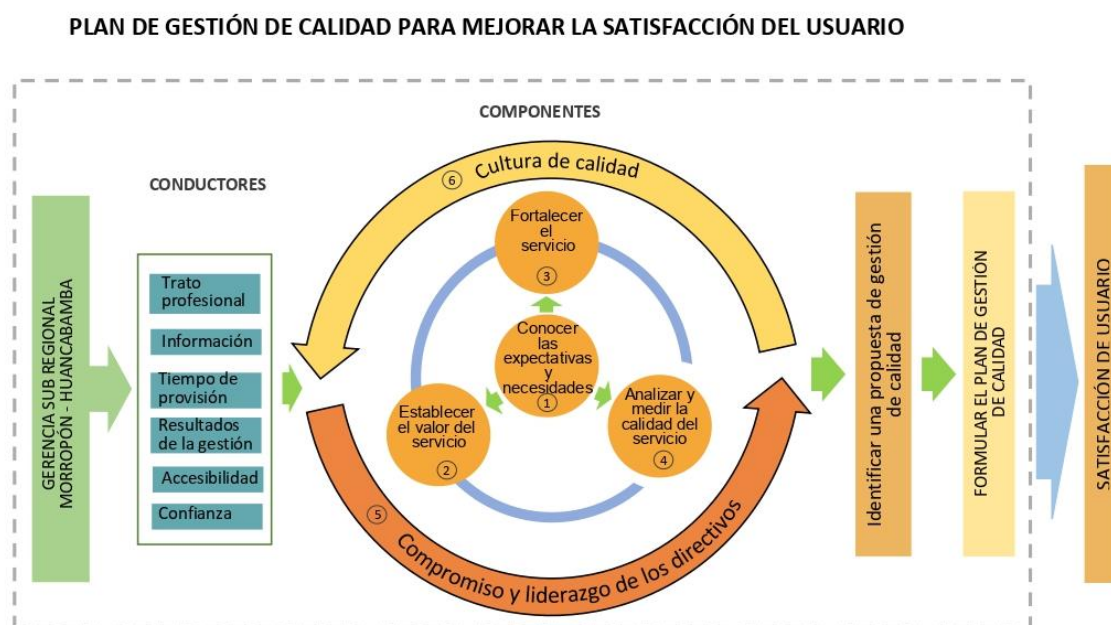 PLAN DE GESTIÓN DE CALIDAD PARA MEJORAR LA SATISFACCIÓN DEL USUARIO
COMPONENTES
CONDUCTORES
GERENCIA SUB REGIONAL
MORROPÓN - HUANCABAMBA
Trato
profesional
Información
Tiempo de
provisión
Resultados
de la gestión
Accesibilidad
Confianza
6 Cultura de calidad
Fortalecer
el
servicio
3
Conocer
las
expectativas
y
necesidades
1
Establecer
el valor del
servicio
2
Analizar y
medir la
calidad del
servicio
4
5 Compromiso y liderazgo de los directivos
Identificar una propuesta de gestión
de calidad
FORMULAR EL PLAN DE GESTIÓN
DE CALIDAD
SATISFACCIÓN DE USUARIO